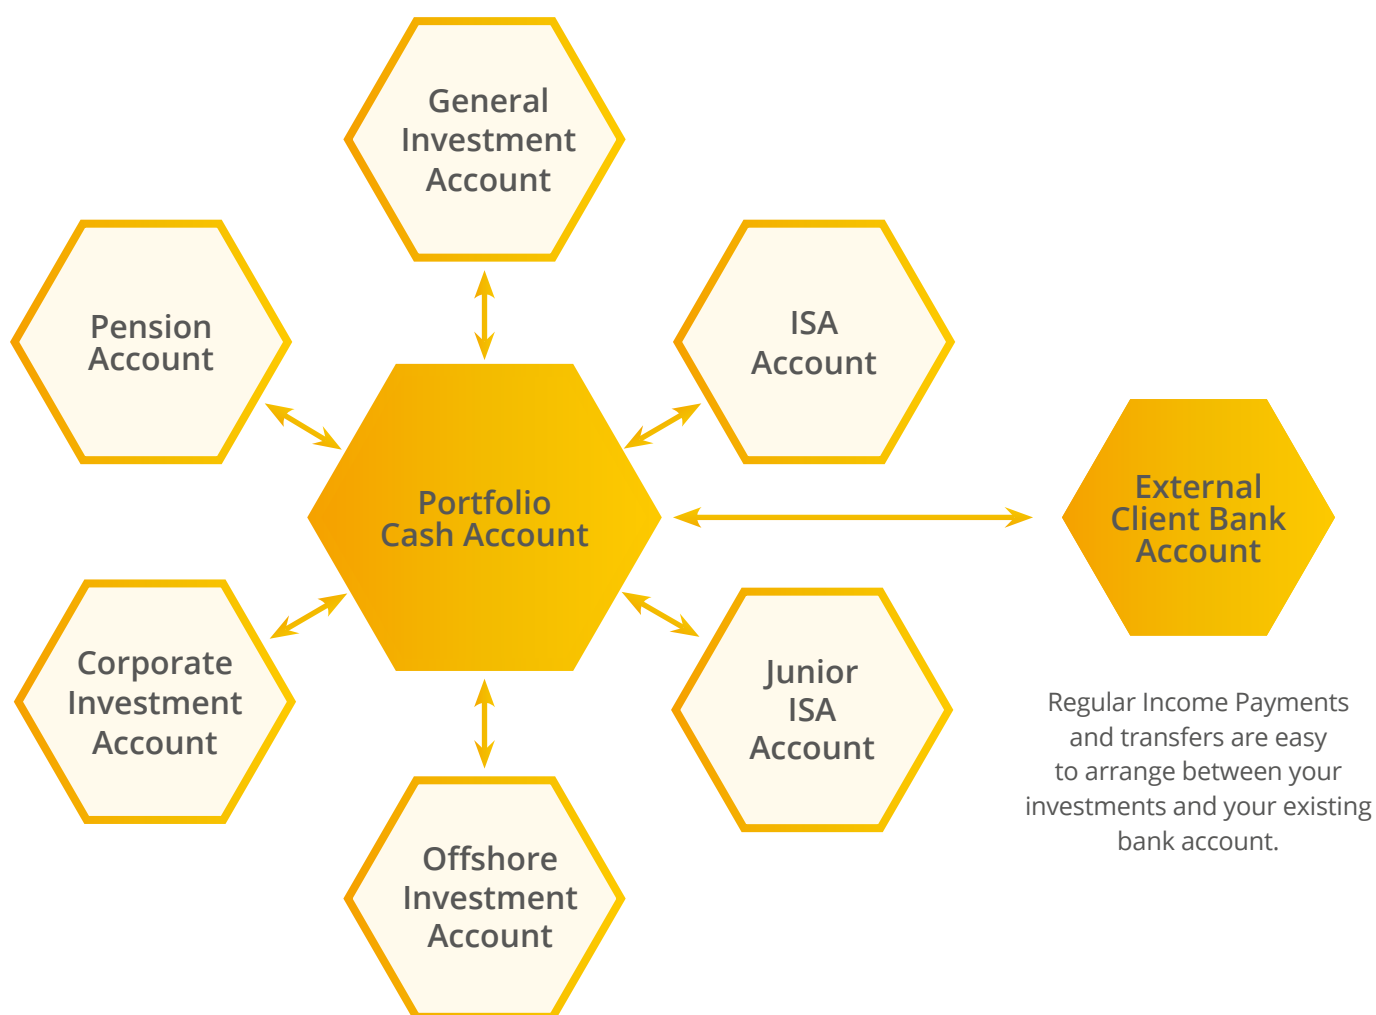 General
Investment
Account
Pension
Account
ISA
Account
Portfolio
Cash Account
External
Client Bank
Account
Corporate
Investment
Account
Junior
ISA
Account
Offshore
Investment
Account
Regular Income Payments
and transfers are easy
to arrange between your
investments and your existing
bank account.